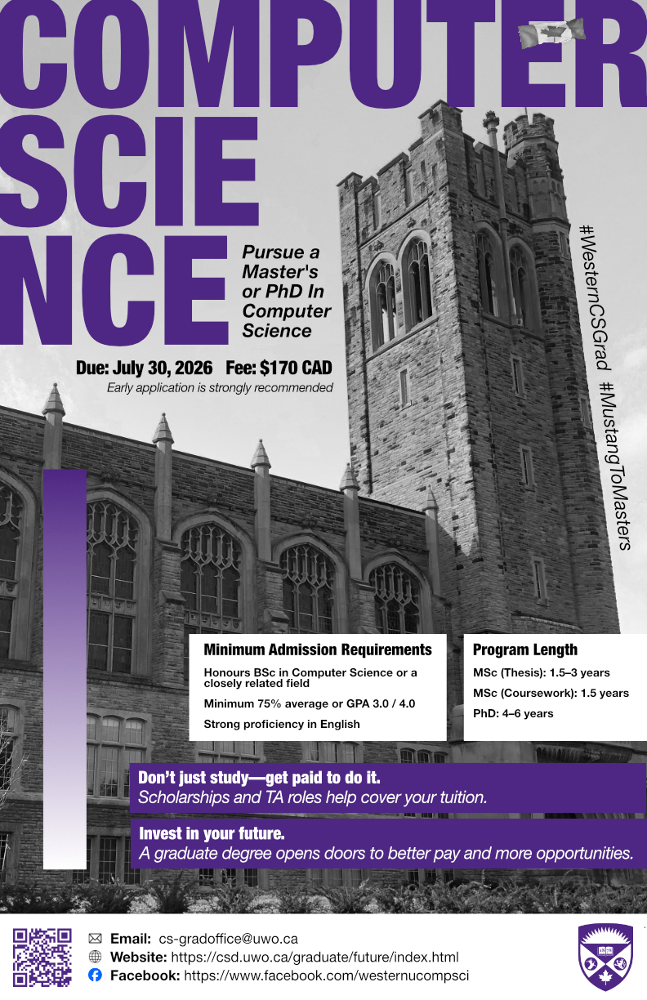 COMPUTER
SCIE
NCE
Pursue a
Master's
or PhD In
Computer
Science
Due: July 30, 2026 Fee: $170 CAD
Early application is strongly recommended
#WesternCSGrad #MustangToMasters
Minimum Admission Requirements
Honours BSc in Computer Science or a
closely related field
Minimum 75% average or GPA 3.0 / 4.0
Strong proficiency in English
Program Length
MSc (Thesis): 1.5–3 years
MSc (Coursework): 1.5 years
PhD: 4–6 years
Don’t just study—get paid to do it.
Scholarships and TA roles help cover your tuition.
Invest in your future.
A graduate degree opens doors to better pay and more opportunities.
Email: cs-gradoffice@uwo.ca
Website: https://csd.uwo.ca/graduate/future/index.html
Facebook: https://www.facebook.com/westernucompsci
1878